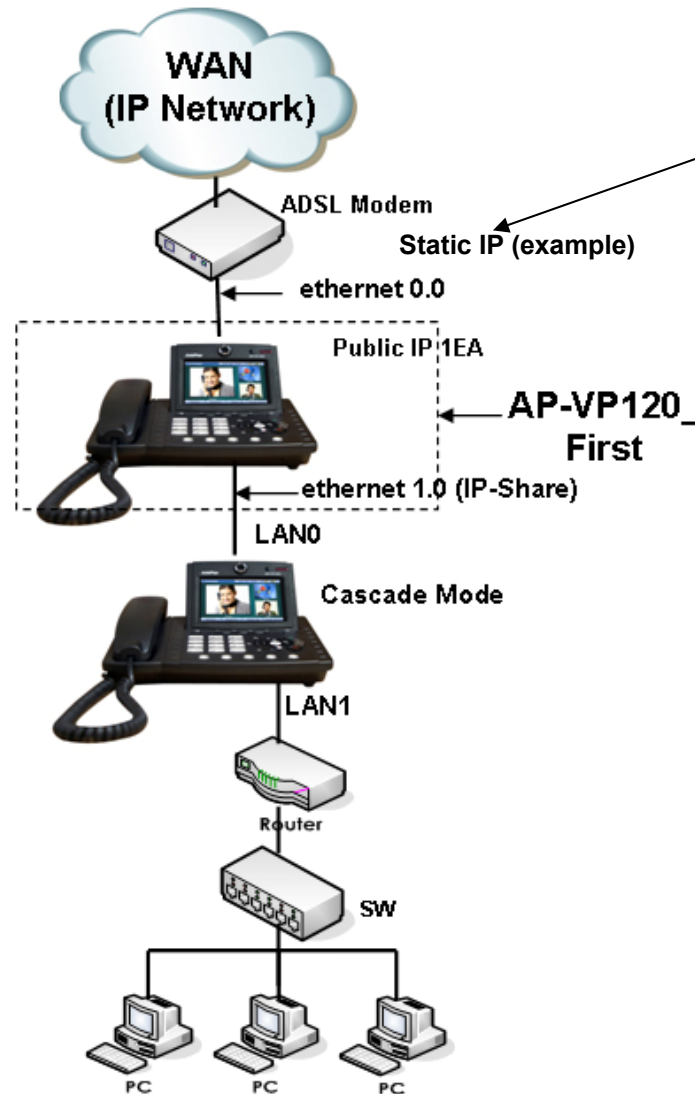 WAN
(IP Network)
ADSL Modem
Static IP (example)
ethernet 0.0
Public IP 1EA
AP-VP120_
First
ethernet 1.0 (IP-Share)
LAN0
Cascade Mode
LAN1
Router
SW
PC PC PC